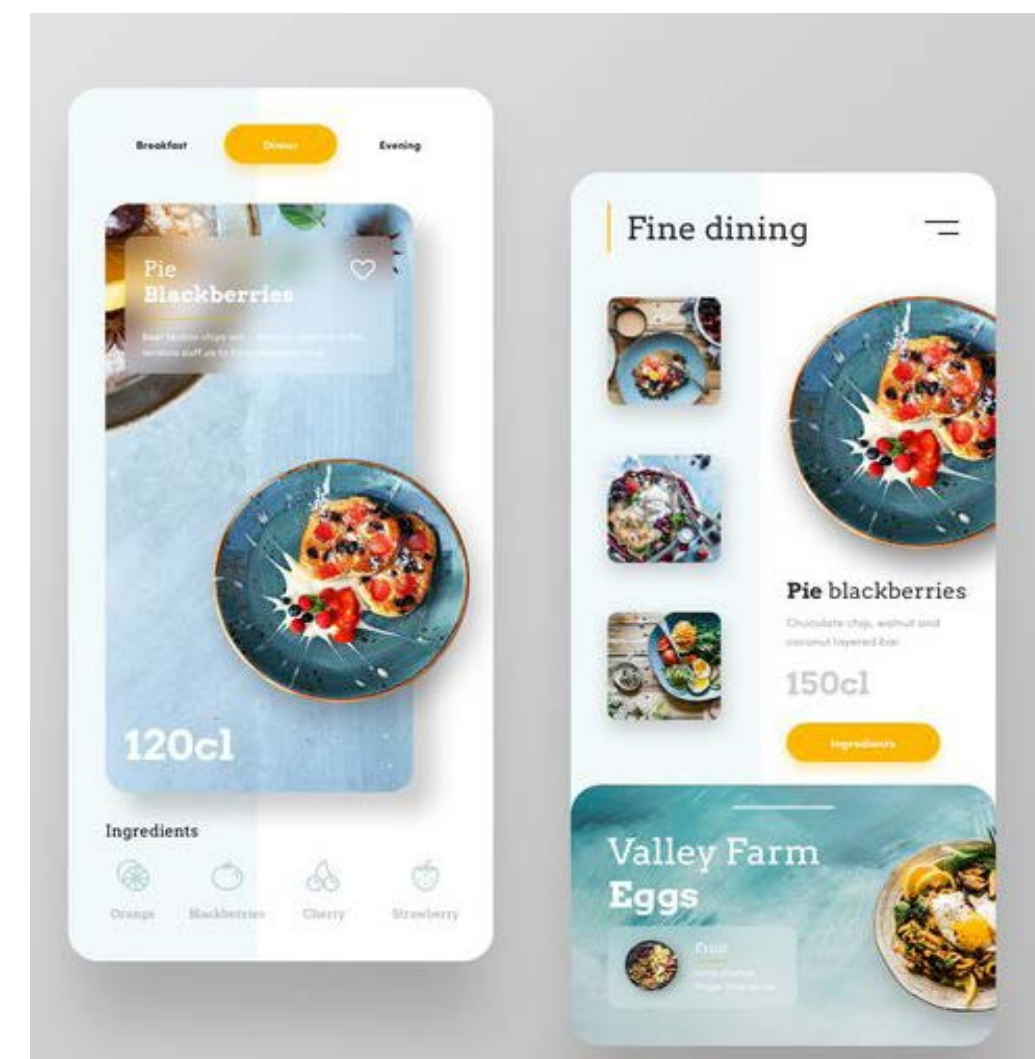 Breakfast
Dinner
Evening
Pie
Blackberries
120cl
Ingredients
Orange
Blackberries
Cherry
Strawberry
Fine dining
Pie blackberries
Chocolate chip, walnut and
coconut layered bar.
150cl
Ingredients
Valley Farm
Eggs
Fruit